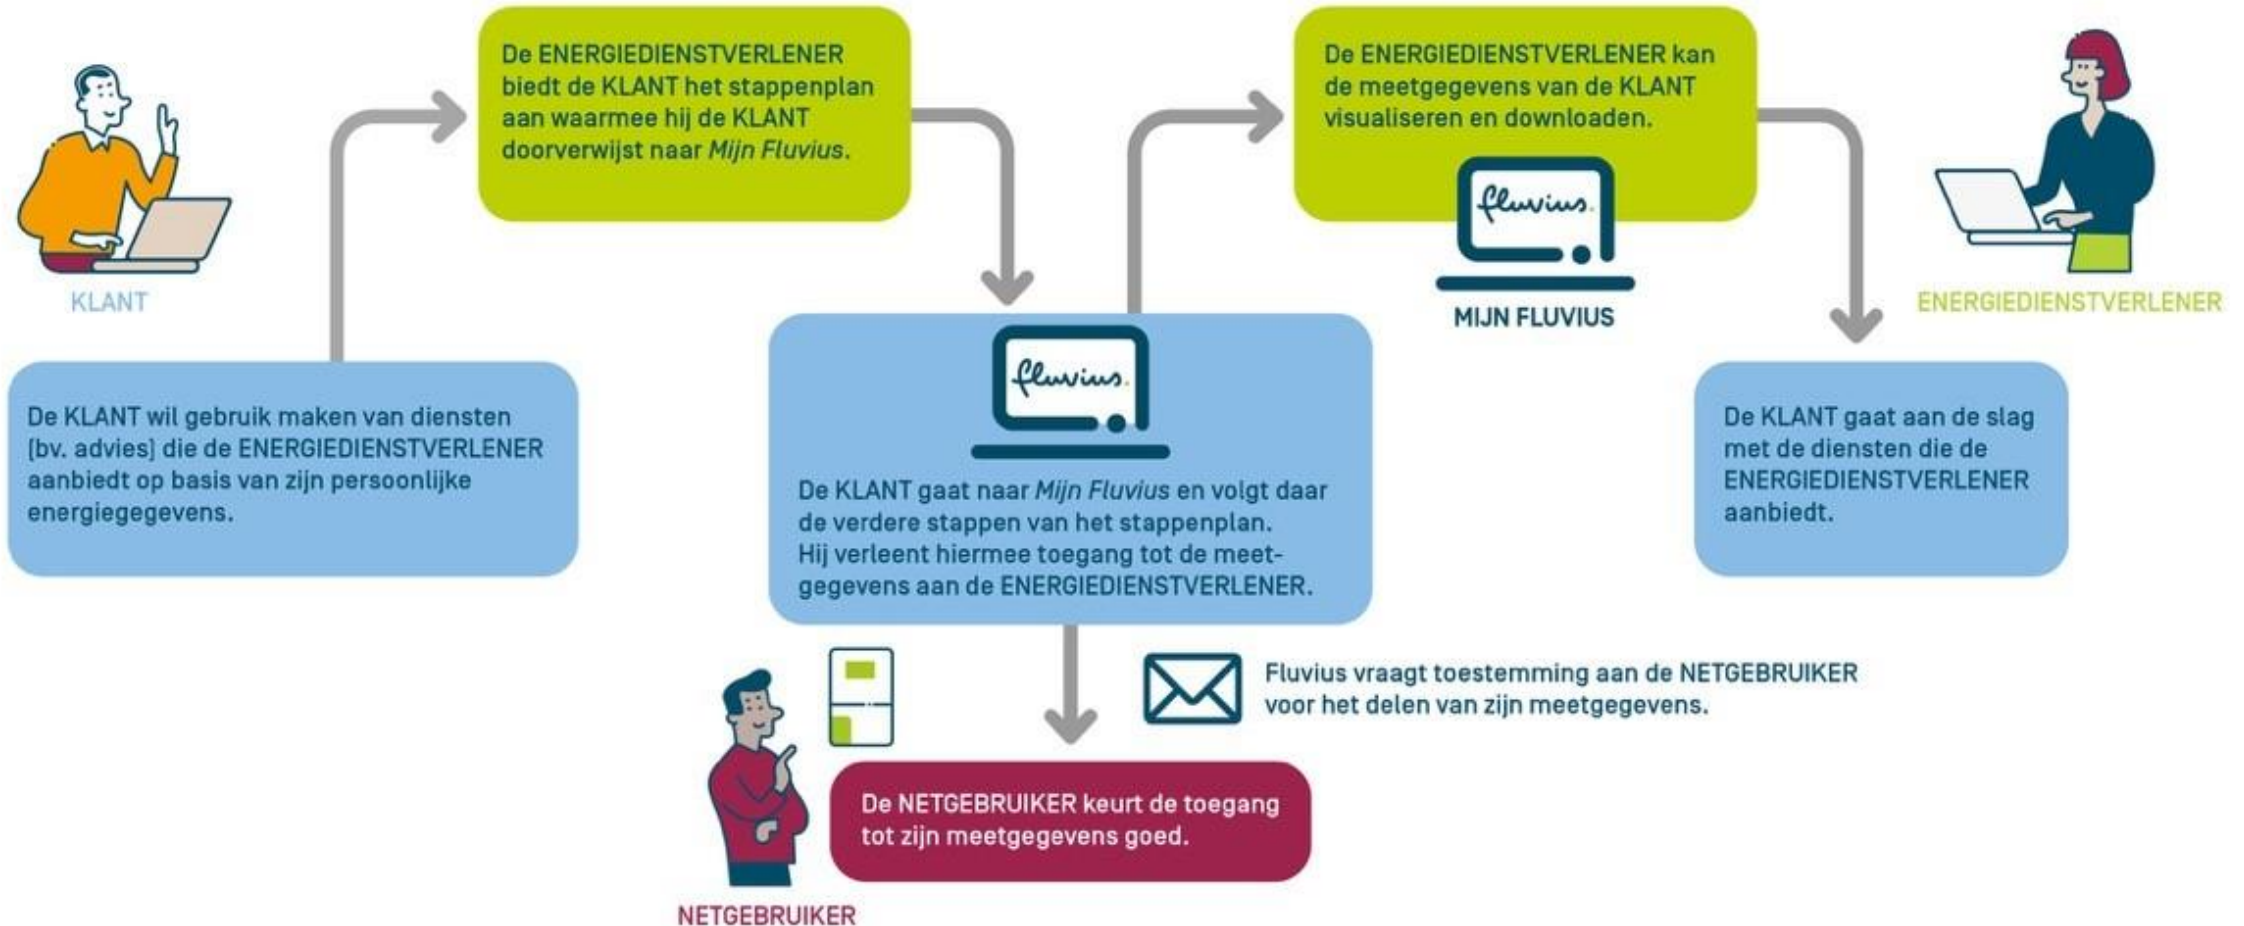 KLANT
De KLANT wil gebruik maken van diensten
(bv. advies) die de ENERGIEDIENSTVERLENER
aanbiedt op basis van zijn persoonlijke
energiegegevens.
De ENERGIEDIENSTVERLENER
biedt de KLANT het stappenplan
aan waarmee hij de KLANT
doorverwijst naar Mijn Fluvius.
fluvius.
De KLANT gaat naar Mijn Fluvius en volgt daar
de verdere stappen van het stappenplan.
Hij verleent hiermee toegang tot de meet-
gegevens aan de ENERGIEDIENSTVERLENER.
Fluvius vraagt toestemming aan de NETGEBRUIKER
voor het delen van zijn meetgegevens.
De NETGEBRUIKER keurt de toegang
tot zijn meetgegevens goed.
NETGEBRUIKER
De ENERGIEDIENSTVERLENER kan
de meetgegevens van de KLANT
visualiseren en downloaden.
fluvius.
MIJN FLUVIUS
ENERGIEDIENSTVERLENER
De KLANT gaat aan de slag
met de diensten die de
ENERGIEDIENSTVERLENER
aanbiedt.